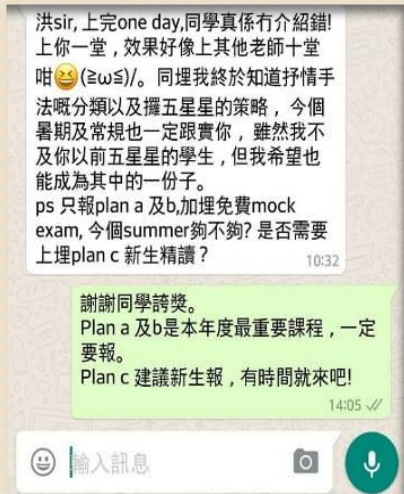 洪sir, 上完one day,同學真係冇介紹錯!
上你一堂，效果好像上其他老師十堂
咁😆(≧ω≦)/。同埋我終於知道抒情手
法嘅分類以及攞五星星的策略，今個
暑期及常規也一定跟實你，雖然我不
及你以前五星星的學生，但我希望也
能成為其中的一份子。
ps 只報plan a 及b,加埋免費mock
exam, 今個summer夠不夠? 是否需要
上埋plan c 新生精讀？
10:32
謝謝同學誇獎。
Plan a 及b是本年度最重要課程，一定
要報。
Plan c 建議新生報，有時間就來吧!
14:05
輸入訊息